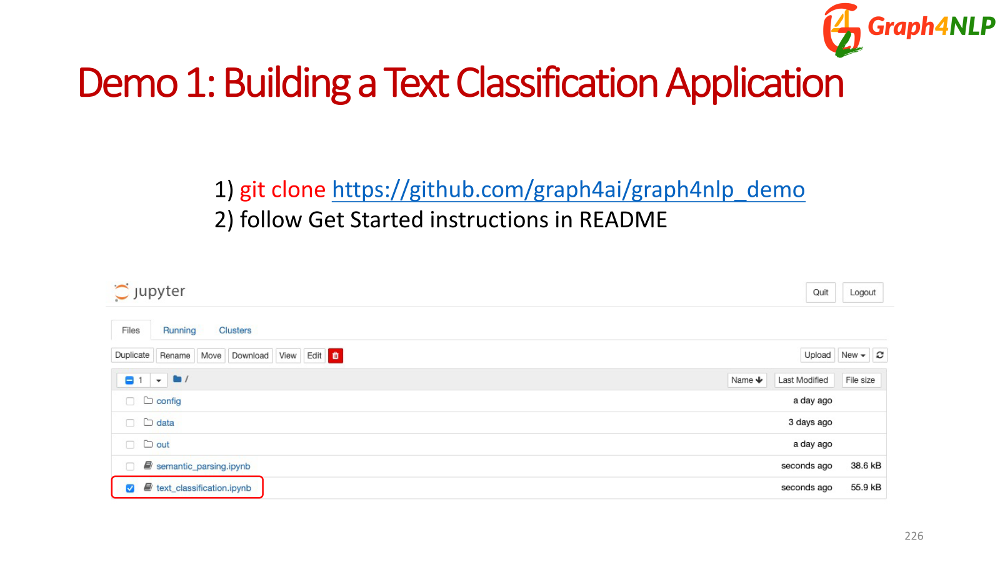 Graph4NLP
Demo 1: Building a Text Classification Application
1) git clone https://github.com/graph4ai/graph4nlp_demo
2) follow Get Started instructions in README
jupyter
Quit Logout
Files Running Clusters
Duplicate Rename Move Download View Edit Upload New
1 / Name Last Modified File size
config a day ago
data 3 days ago
out a day ago
semantic_parsing.ipynb seconds ago 38.6 kB
text_classification.ipynb seconds ago 55.9 kB
226